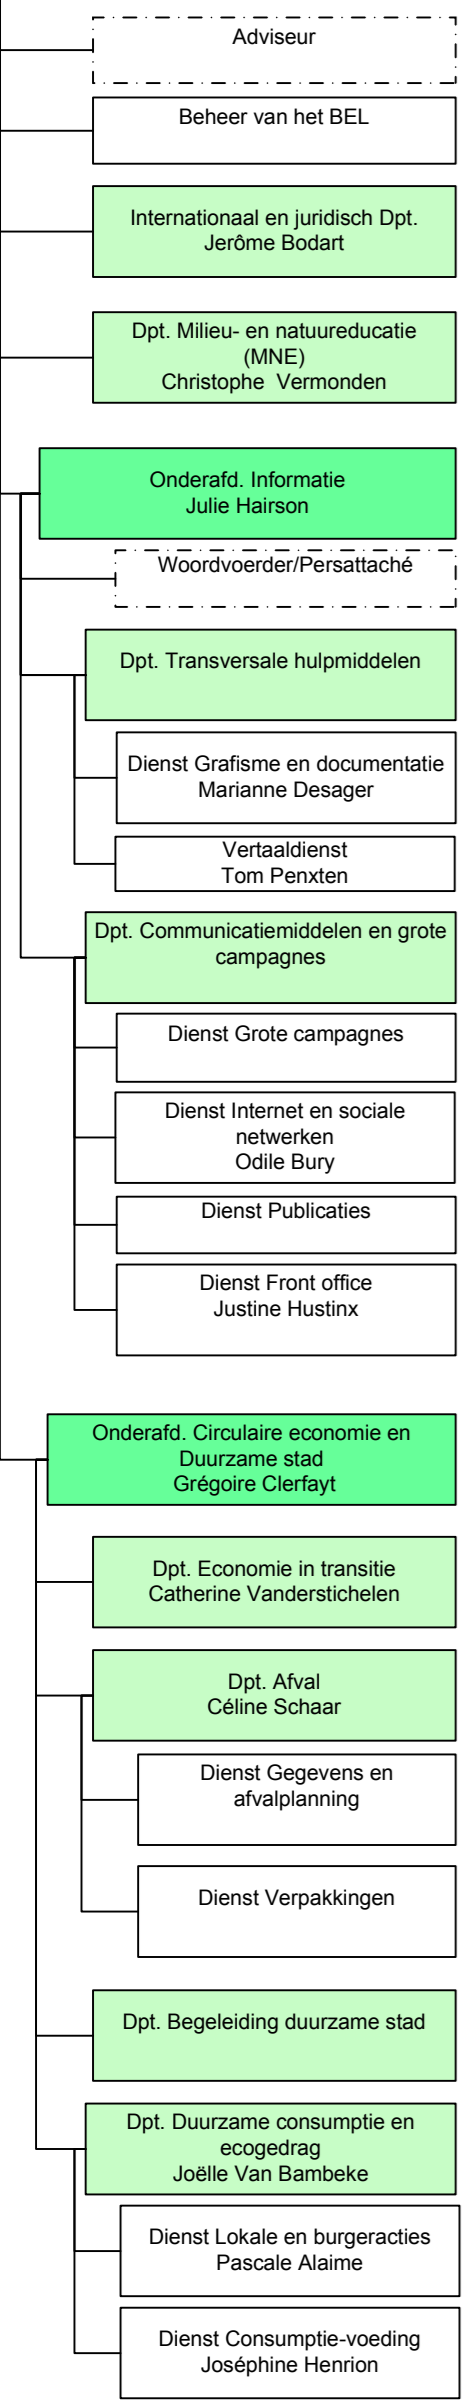 Adviseur
Beheer van het BEL
Internationaal en juridisch Dpt.
Jerôme Bodart
Dpt. Milieu- en natuureducatie
(MNE)
Christophe Vermonden
Onderafd. Informatie
Julie Hairson
Woordvoerder/Persattaché
Dpt. Transversale hulpmiddelen
Dienst Grafisme en documentatie
Marianne Desager
Vertaaldienst
Tom Penxten
Dpt. Communicatiemiddelen en grote
campagnes
Dienst Grote campagnes
Dienst Internet en sociale
netwerken
Odile Bury
Dienst Publicaties
Dienst Front office
Justine Hustinx
Onderafd. Circulaire economie en
Duurzame stad
Grégoire Clerfayt
Dpt. Economie in transitie
Catherine Vanderstichelen
Dpt. Afval
Céline Schaar
Dienst Gegevens en
afvalplanning
Dienst Verpakkingen
Dpt. Begeleiding duurzame stad
Dpt. Duurzame consumptie en
ecogedrag
Joëlle Van Bambeke
Dienst Lokale en burgeracties
Pascale Alaime
Dienst Consumptie-voeding
Joséphine Henrion